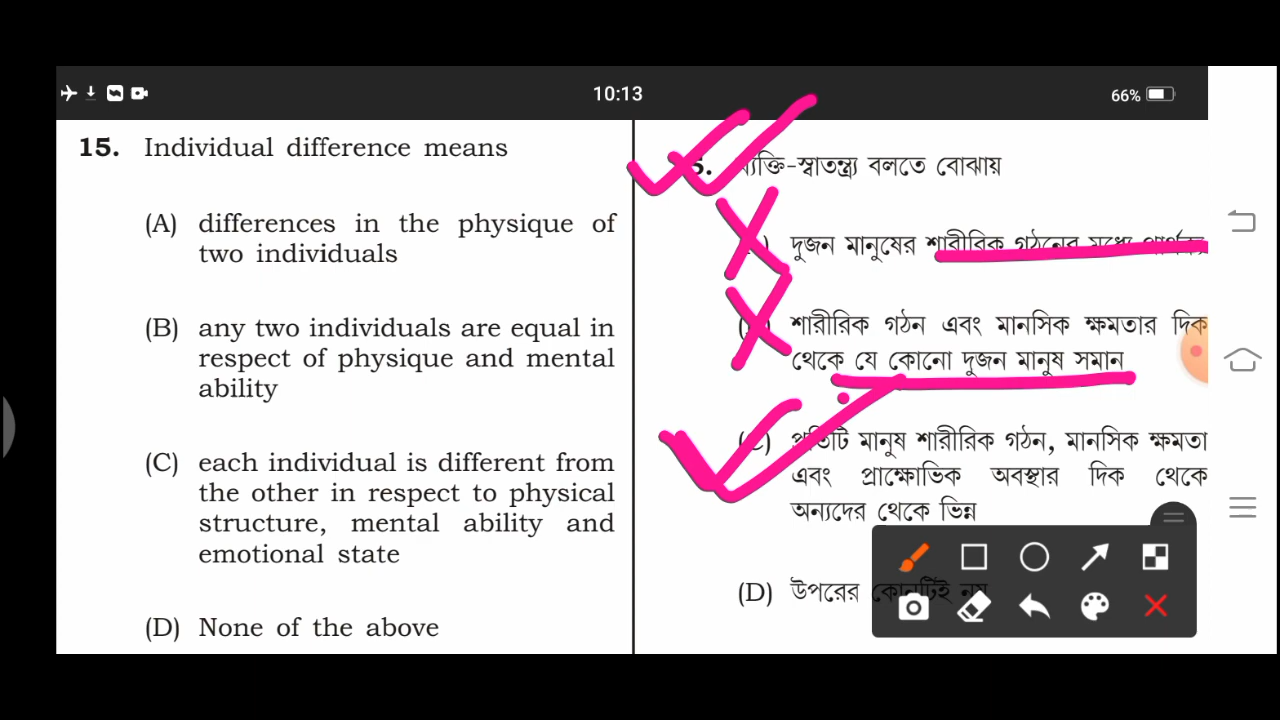 10:13
66%
15. Individual difference means
(A) differences in the physique of
two individuals
(B) any two individuals are equal in
respect of physique and mental
ability
(C) each individual is different from
the other in respect to physical
structure, mental ability and
emotional state
(D) None of the above
ব্যক্তি-স্বাতন্ত্র্য বলতে বোঝায়
দুজন মানুষের শারীরিক গঠনের মধ্যে পার্থক্য
শারীরিক গঠন এবং মানসিক ক্ষমতার দিক
থেকে যে কোনো দুজন মানুষ সমান
(C) প্রতিটি মানুষ শারীরিক গঠন, মানসিক ক্ষমতা
এবং প্রাক্ষোভিক অবস্থার দিক থেকে
অন্যদের থেকে ভিন্ন
(D) উপরের কোনটিই নয়